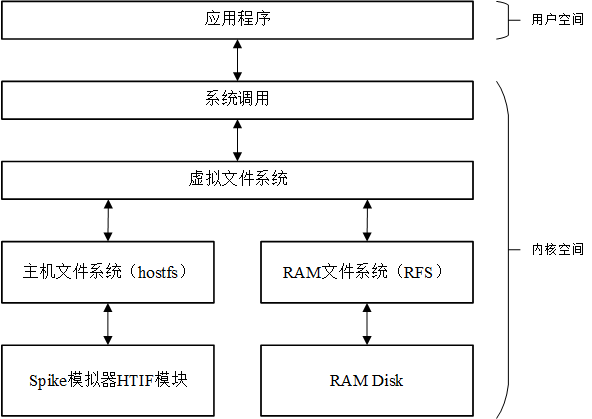 应用程序
用户空间
系统调用
虚拟文件系统
内核空间
主机文件系统（hostfs）
RAM文件系统（RFS）
Spike模拟器HTIF模块
RAM Disk